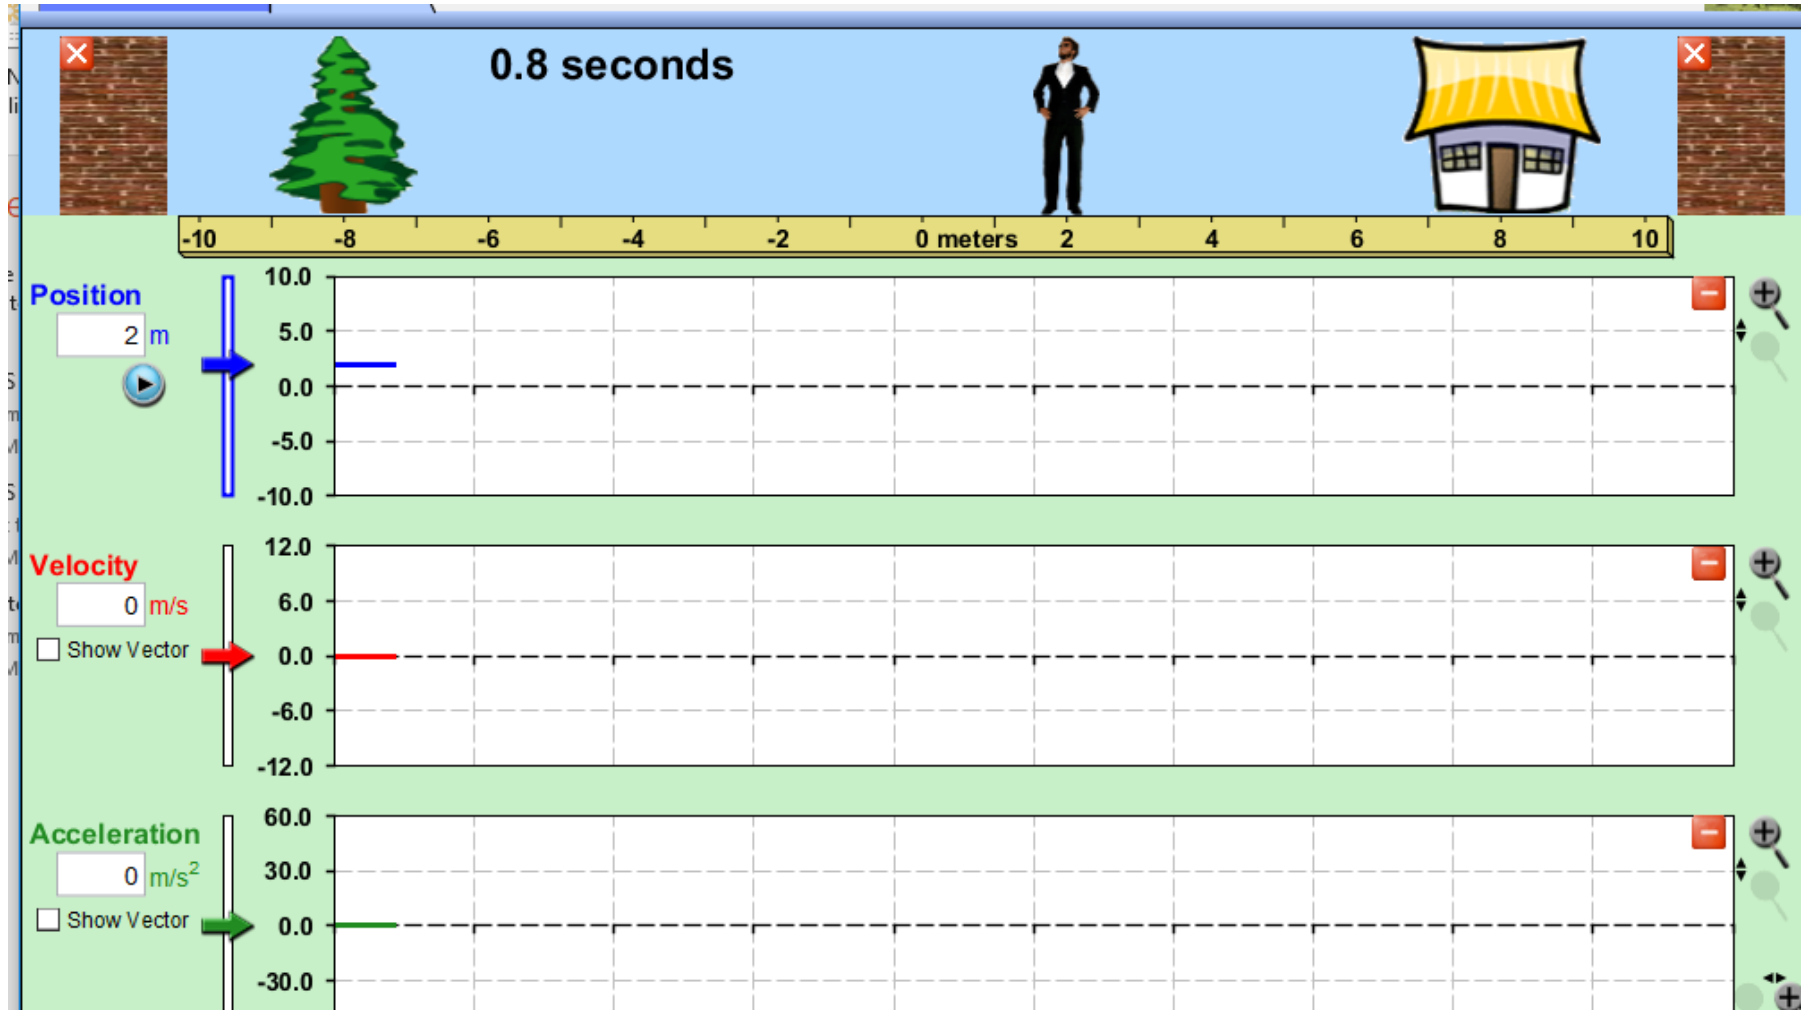 0.8 seconds
-10 -8 -6 -4 -2 0 meters 2 4 6 8 10
Position
2 m
10.0
5.0
0.0
-5.0
-10.0
Velocity
0 m/s
Show Vector
12.0
6.0
0.0
-6.0
-12.0
Acceleration
0 m/s²
Show Vector
60.0
30.0
0.0
-30.0